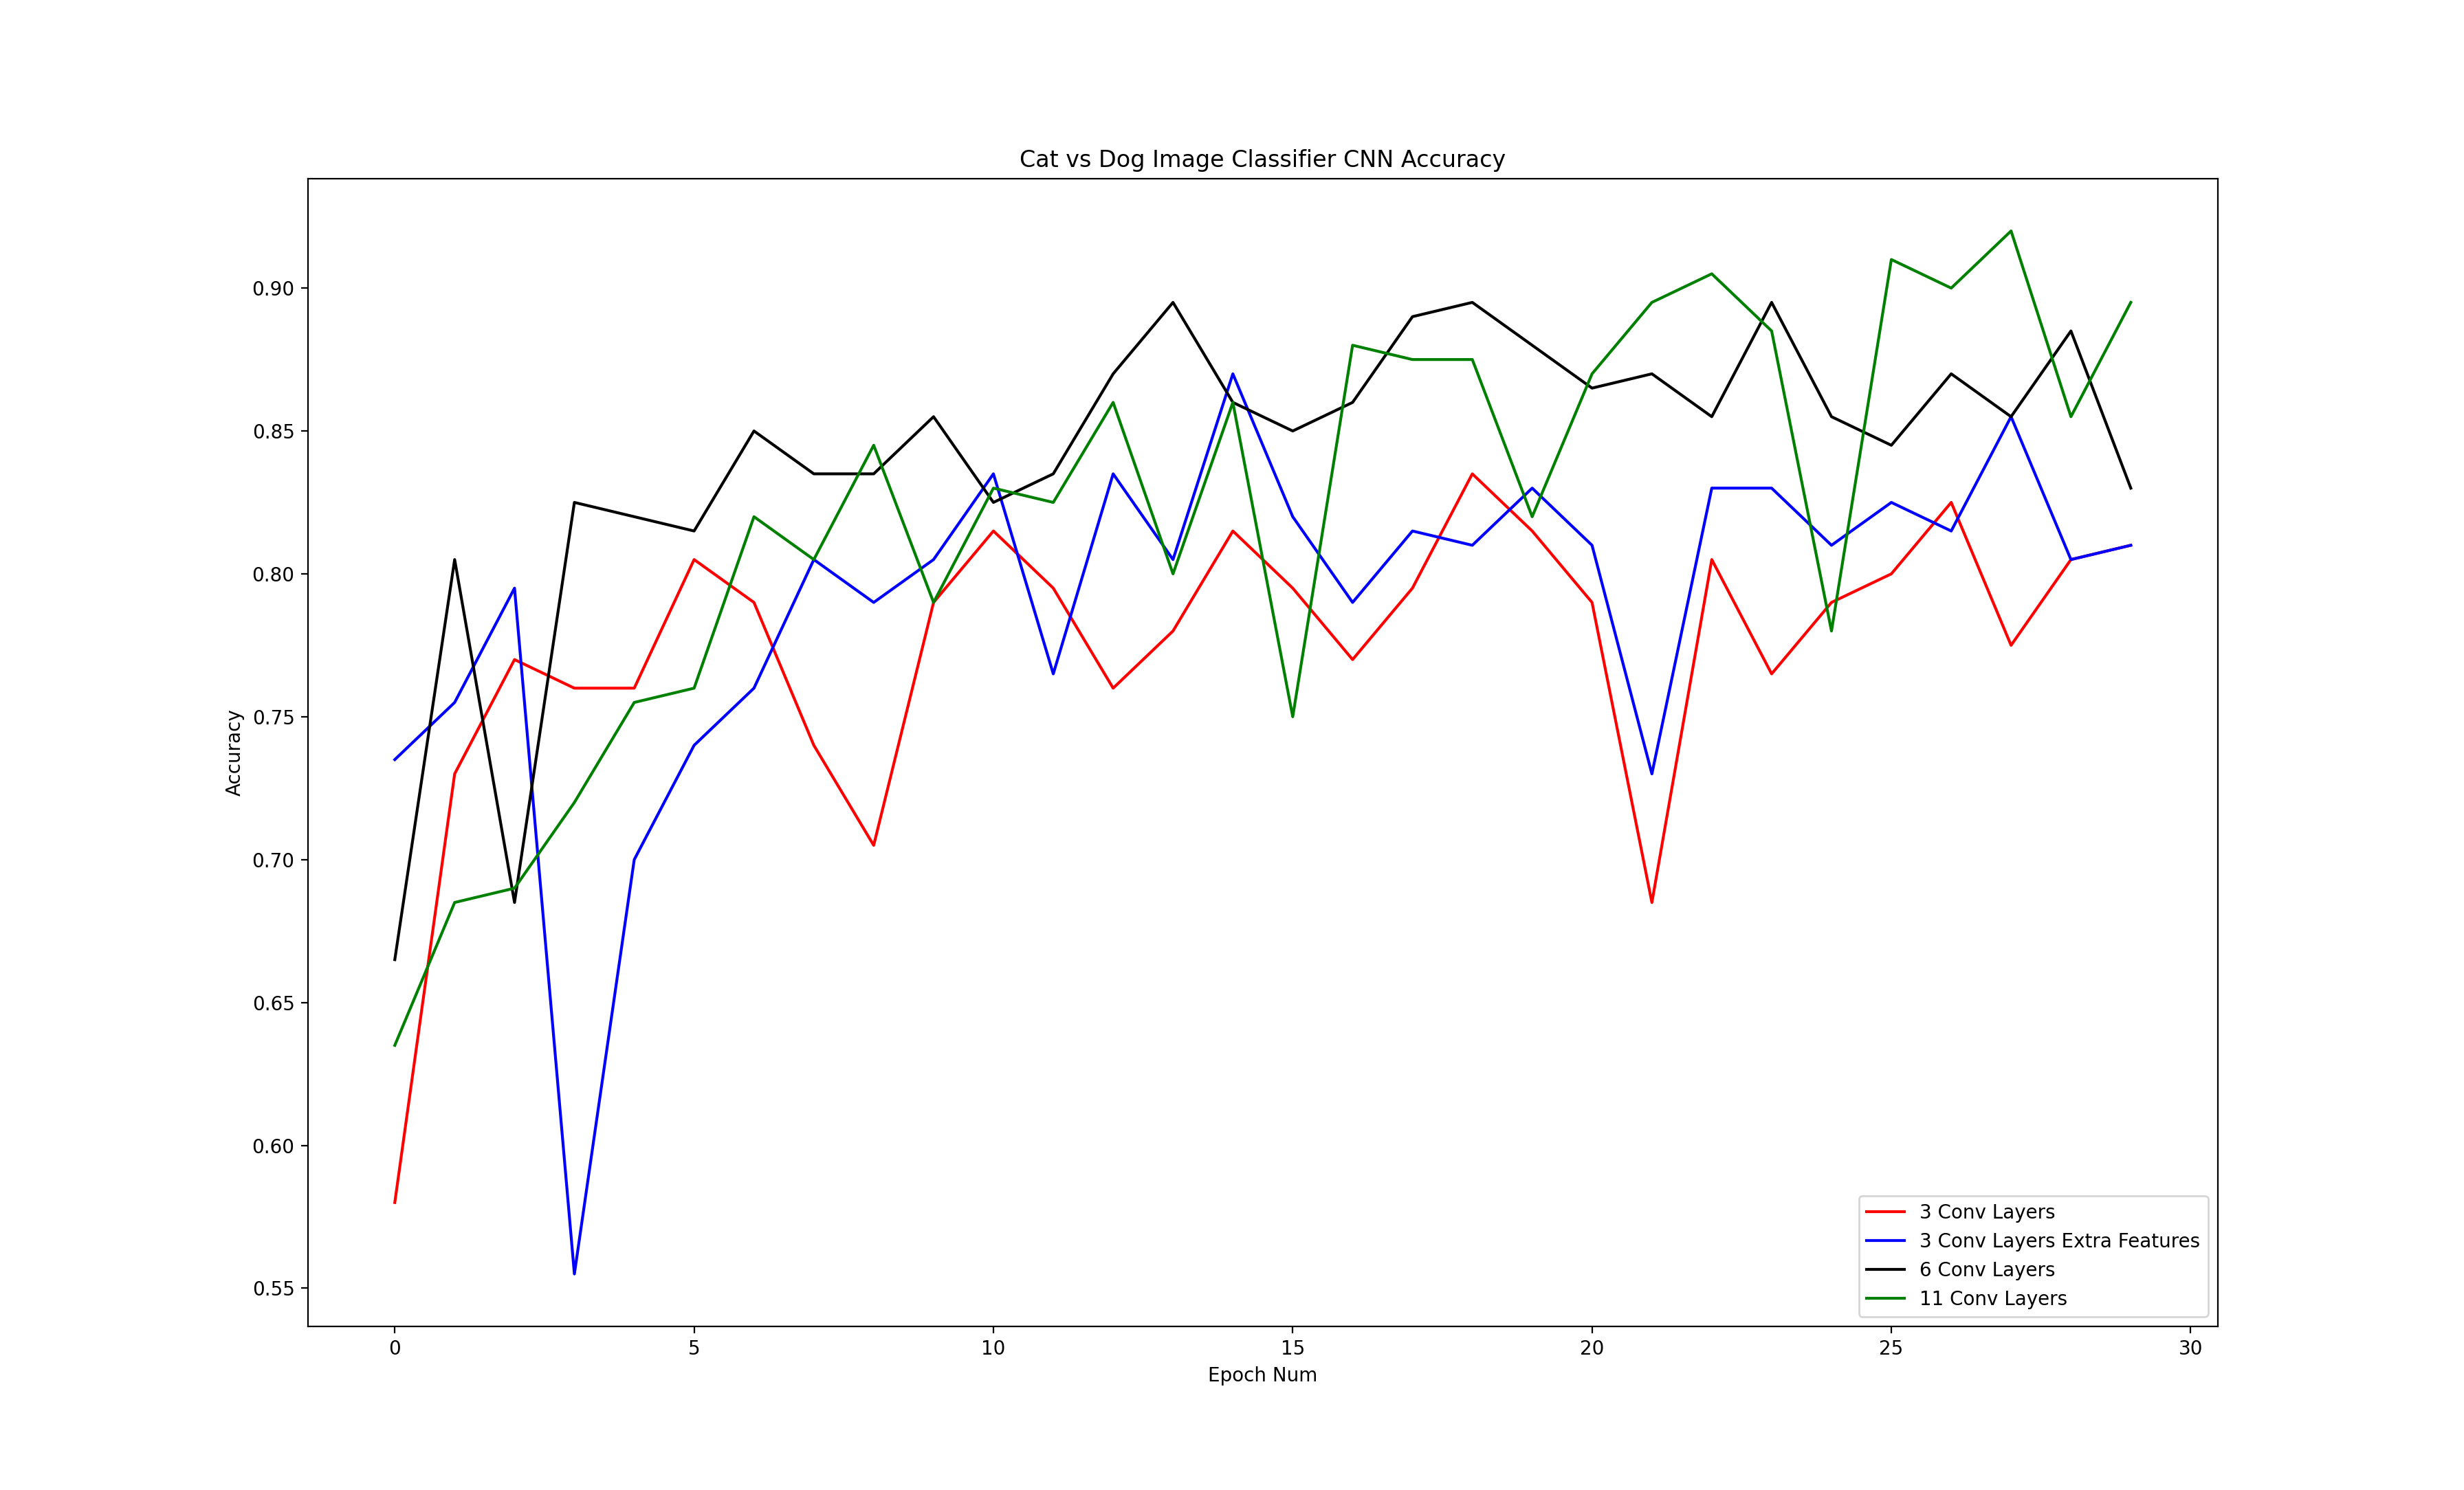 Cat vs Dog Image Classifier CNN Accuracy
Accuracy
0.90
0.85
0.80
0.75
0.70
0.65
0.60
0.55
0 5 10 15 20 25 30
Epoch Num
3 Conv Layers
3 Conv Layers Extra Features
6 Conv Layers
11 Conv Layers